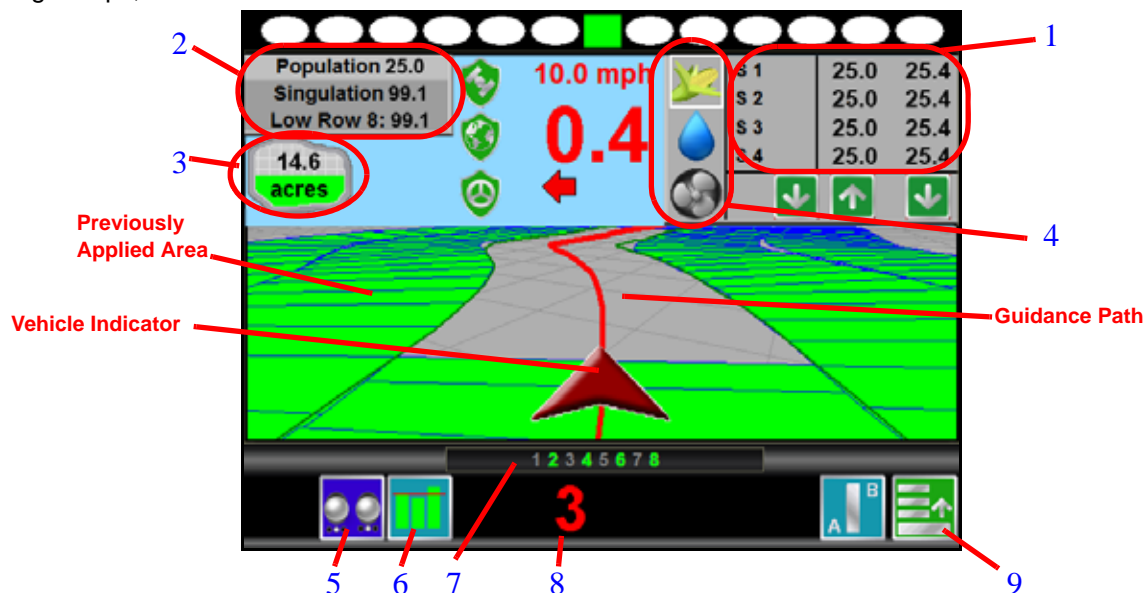 2
1
Population 25.0
Singulation 99.1
Low Row 8: 99.1
10.0 mph
0.4
S 1 25.0 25.4
S 2 25.0 25.4
S 3 25.0 25.4
S 4 25.0 25.4
3
14.6
acres
4
Previously
Applied Area
Vehicle Indicator
Guidance Path
1 2 3 4 5 6 7 8
3
A B
5
6
7
8
9